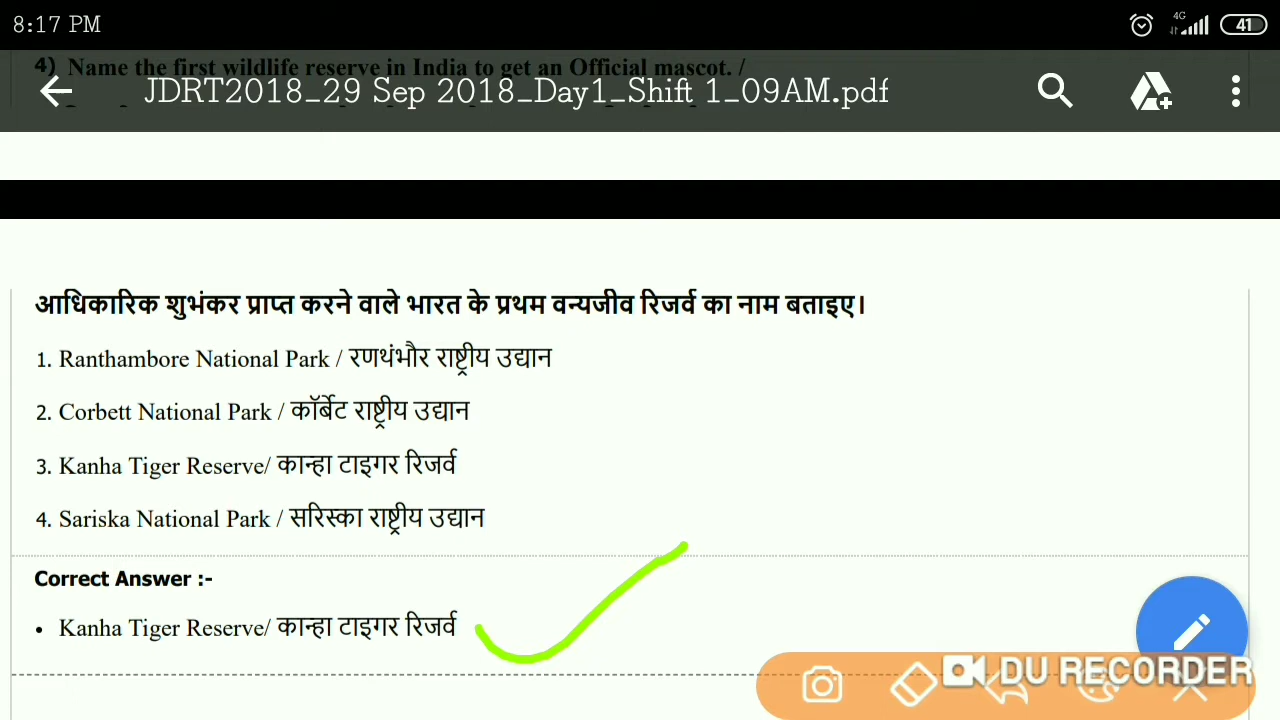 8:17 PM
4G
41
4) Name the first wildlife reserve in India to get an Official mascot. /
JDRT2018_29 Sep 2018_Day1_Shift 1_09AM.pdf
आधिकारिक शुभंकर प्राप्त करने वाले भारत के प्रथम वन्यजीव रिजर्व का नाम बताइए।
1. Ranthambore National Park / रणथंभौर राष्ट्रीय उद्यान
2. Corbett National Park / कॉर्बेट राष्ट्रीय उद्यान
3. Kanha Tiger Reserve/ कान्हा टाइगर रिजर्व
4. Sariska National Park / सरिस्का राष्ट्रीय उद्यान
Correct Answer :-
• Kanha Tiger Reserve/ कान्हा टाइगर रिजर्व
DU RECORDER